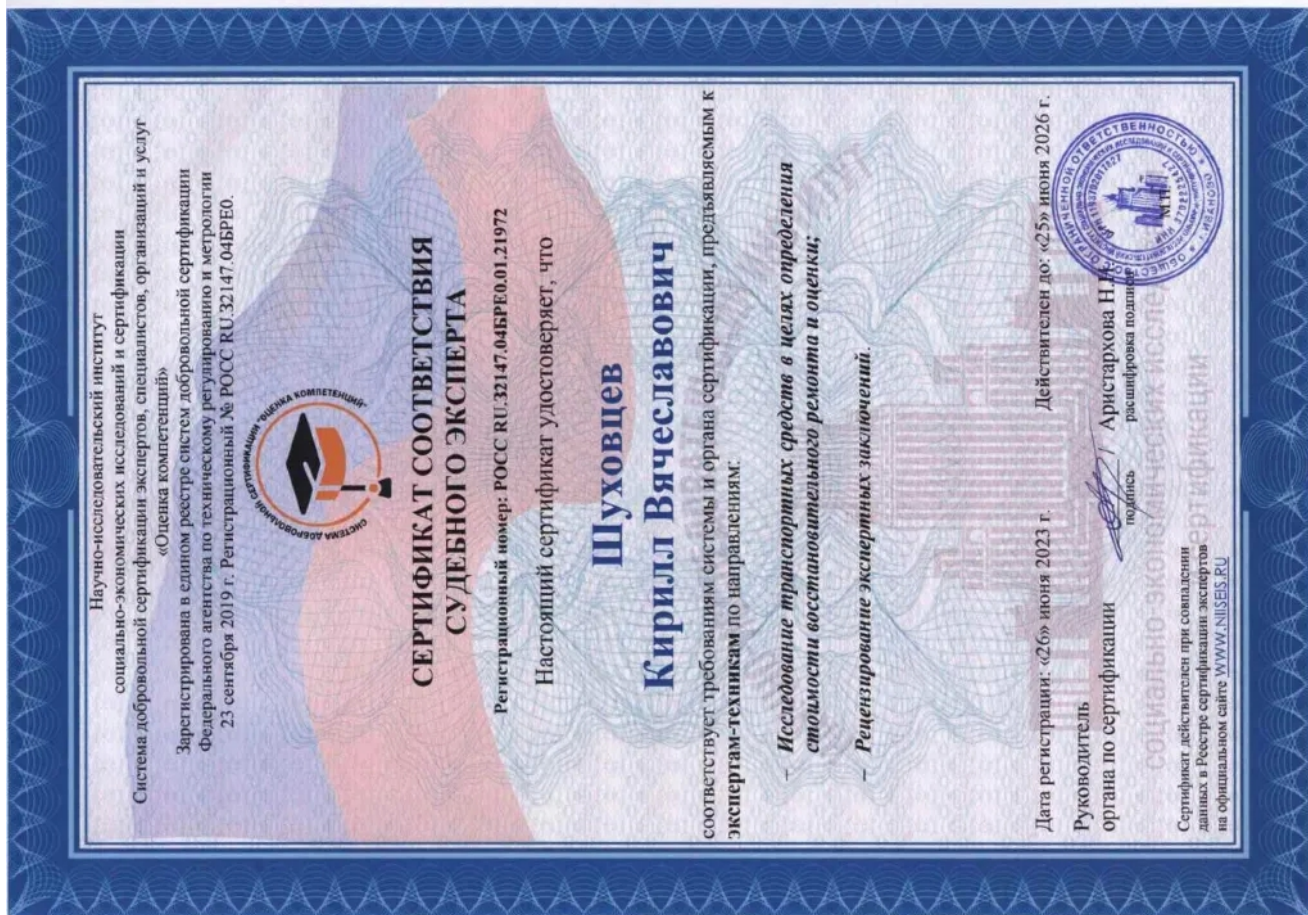 Научно-исследовательский институт
социально-экономических исследований и сертификации
Система добровольной сертификации экспертов, специалистов, организаций и услуг
«Оценка компетенций»
Зарегистрирована в едином реестре систем добровольной сертификации
Федерального агентства по техническому регулированию и метрологии
23 сентября 2019 г. Регистрационный № РОСС RU.32147.04БРЕ0.
СИСТЕМА ДОБРОВОЛЬНОЙ СЕРТИФИКАЦИИ "ОЦЕНКА КОМПЕТЕНЦИЙ"
СЕРТИФИКАТ СООТВЕТСТВИЯ
СУДЕБНОГО ЭКСПЕРТА
Регистрационный номер: РОСС RU.32147.04БРЕ0.01.21972
Настоящий сертификат удостоверяет, что
Шуховцев
Кирилл Вячеславович
соответствует требованиям системы и органа сертификации, предъявляемым к
экспертам-техникам по направлениям:
– Исследование транспортных средств в целях определения
стоимости восстановительного ремонта и оценки;
– Рецензирование экспертных заключений.
Дата регистрации: «26» июня 2023 г. Действителен до: «25» июня 2026 г.
Руководитель
органа по сертификации / Аристархова Н.И.
подпись расшифровка подписи
М.П.
Сертификат действителен при совпадении
данных в Реестре сертификации экспертов
на официальном сайте WWW.NIISEIS.RU